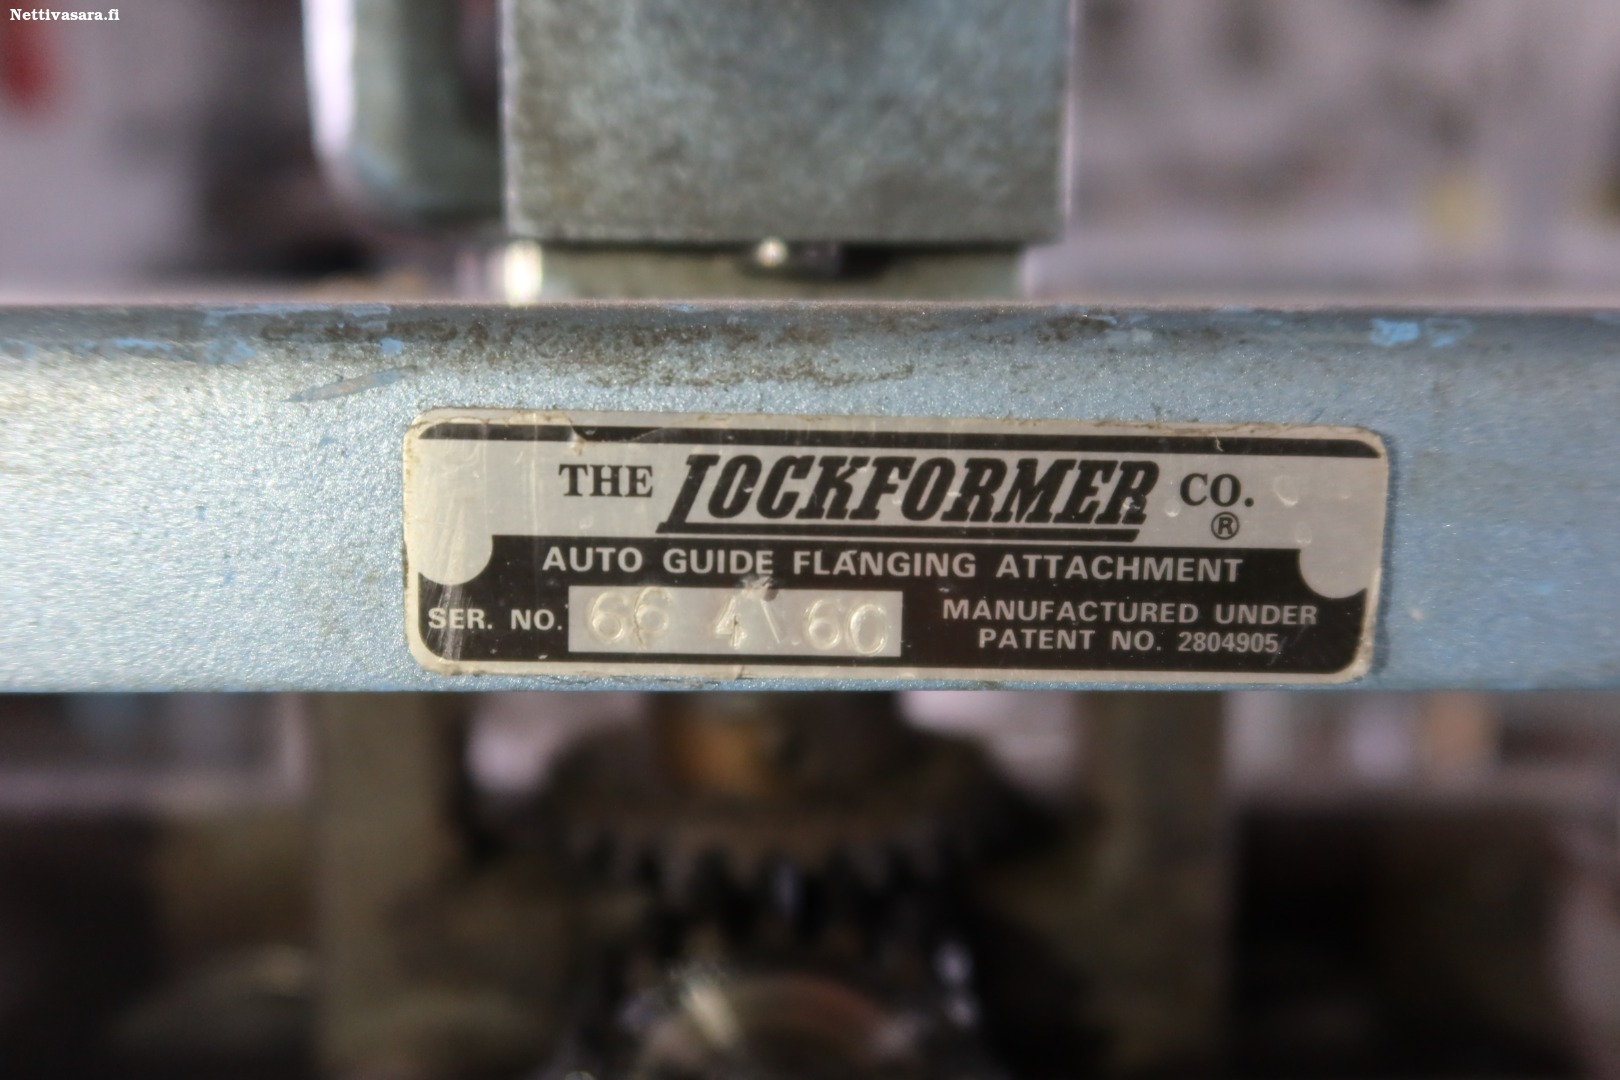 Nettivasara.fi
THE LOCKFORMER CO.
®
AUTO GUIDE FLANGING ATTACHMENT
SER. NO.
MANUFACTURED UNDER
PATENT NO. 2804905